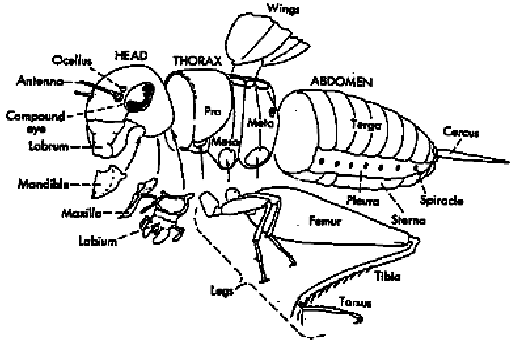 Wings
Ocellus
HEAD
THORAX
ABDOMEN
Antenna
Compound
eye
Labrum
Pro
Meso
Meta
Terga
Cercus
Mandible
Maxilla
Labium
Pleura
Sterna
Spiracle
Femur
Legs
Tibia
Tarsus